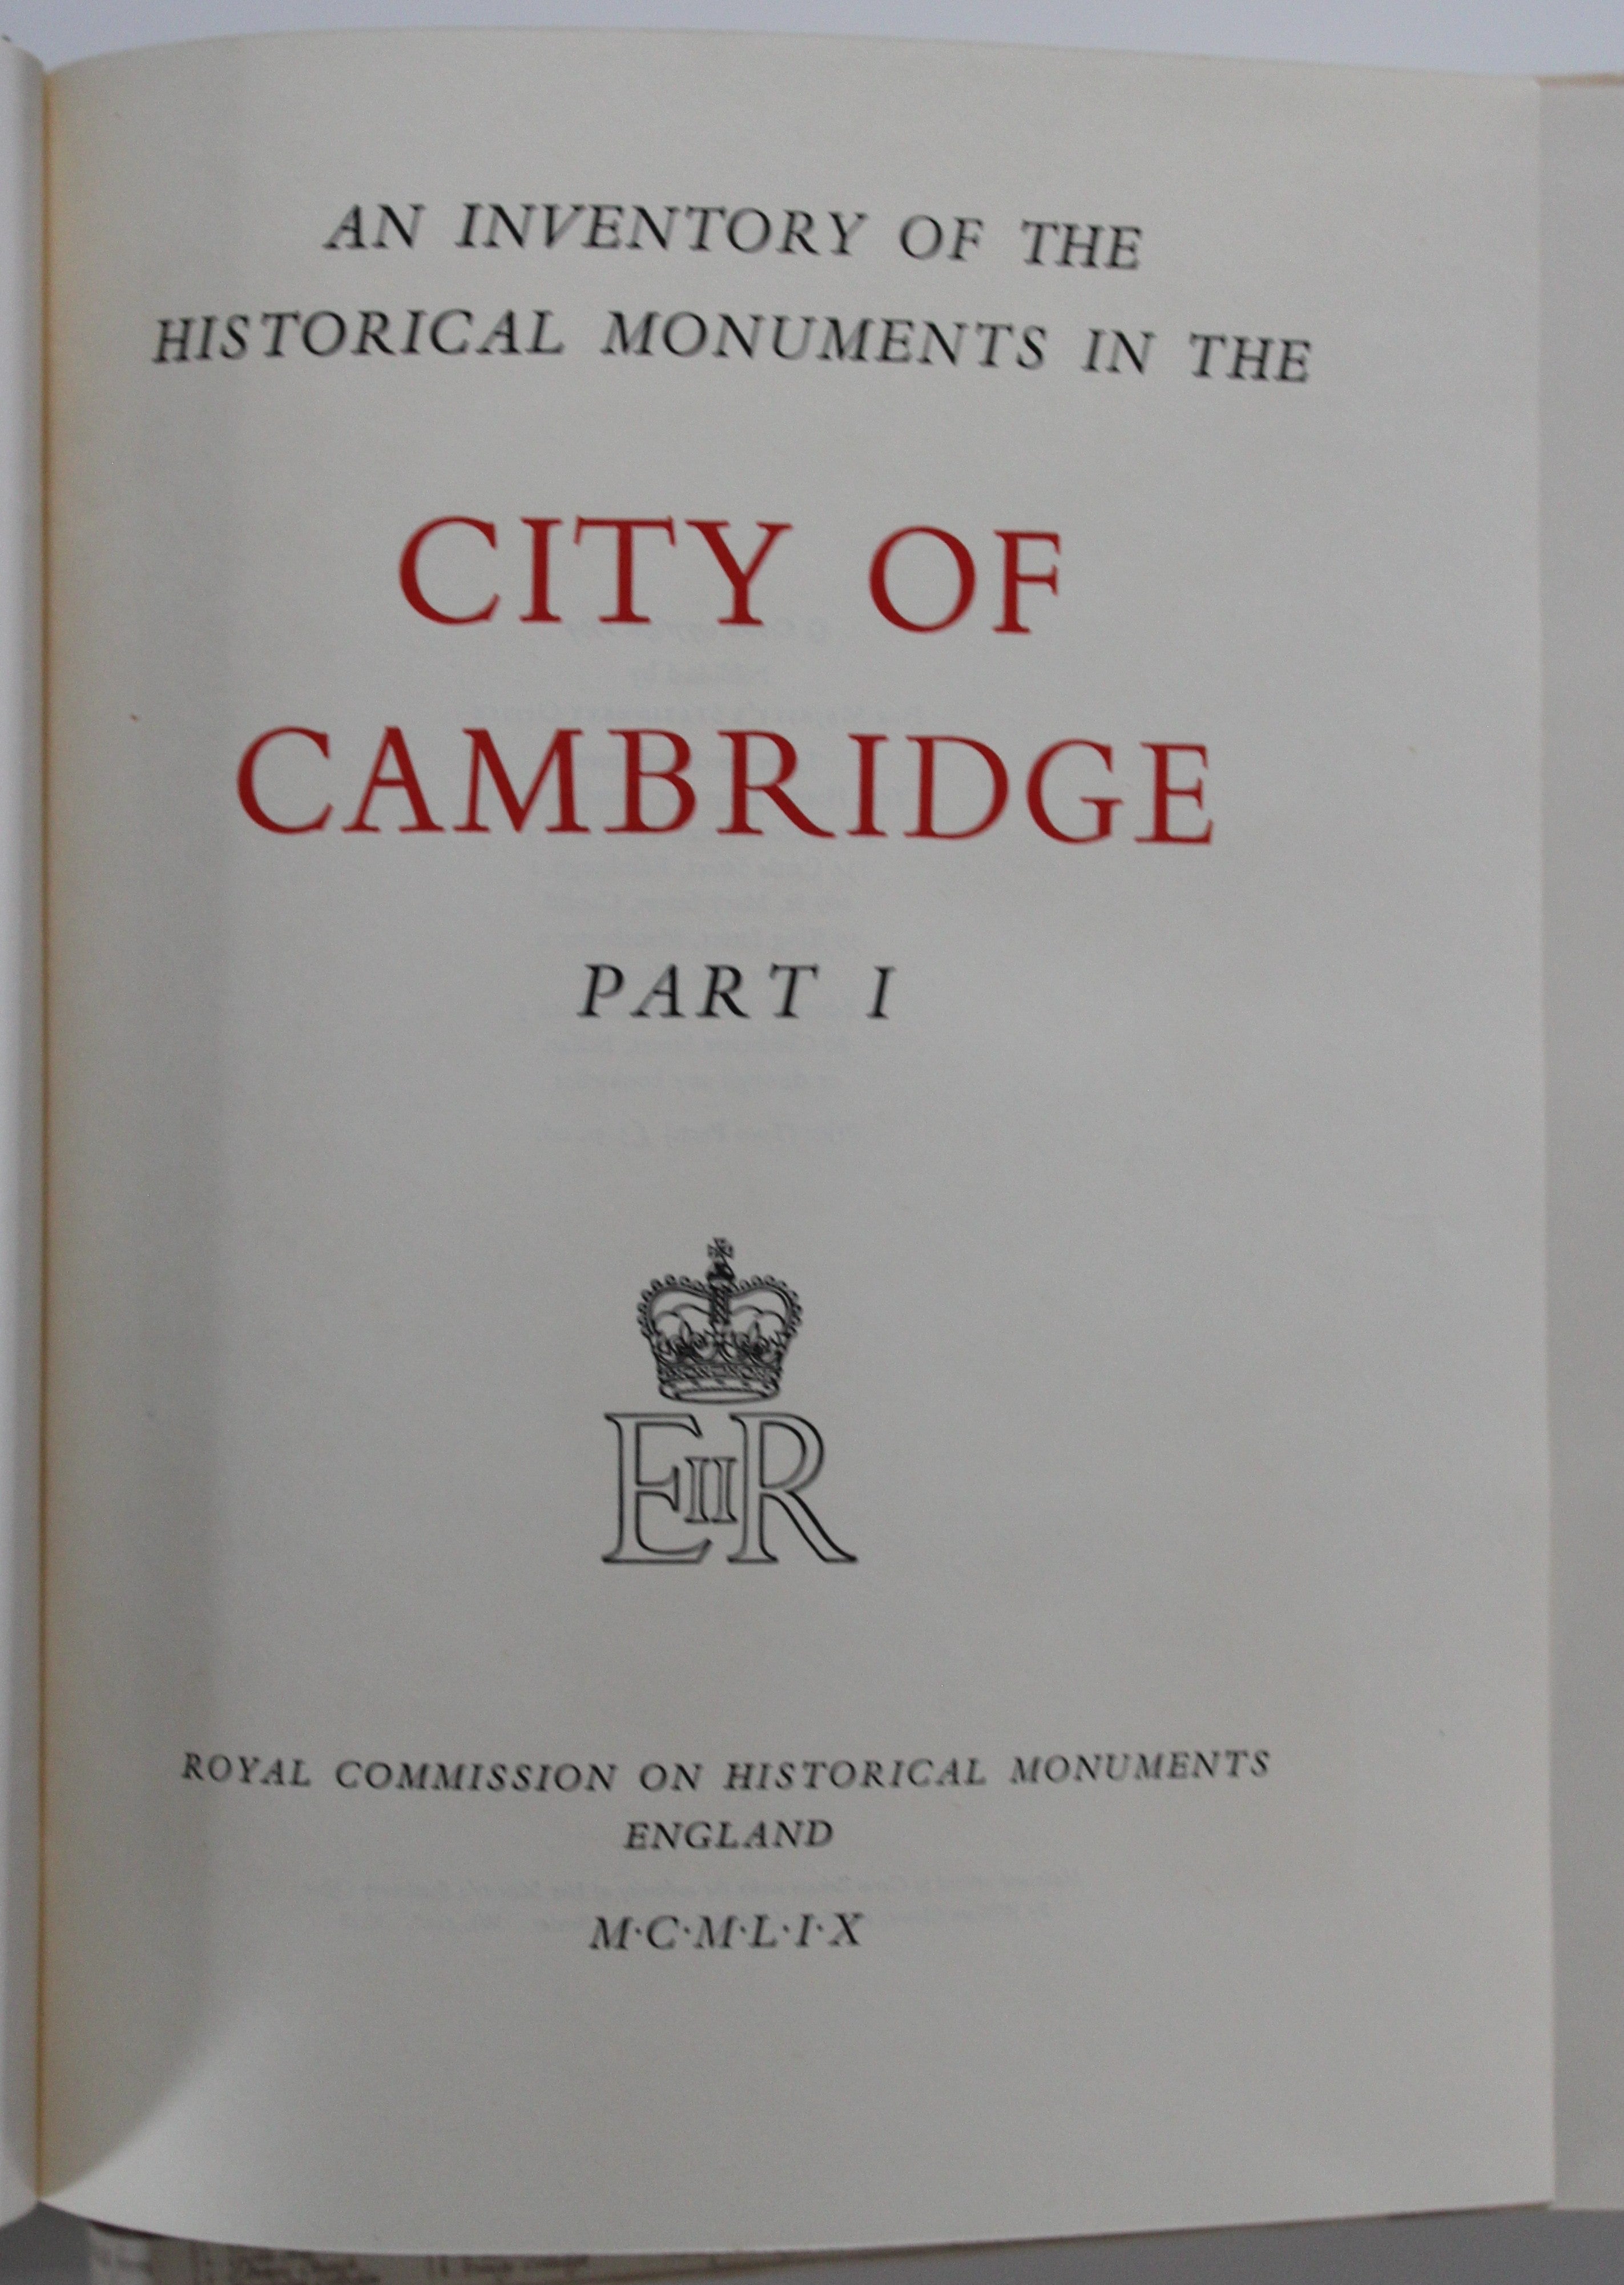 AN INVENTORY OF THE
HISTORICAL MONUMENTS IN THE
CITY OF
CAMBRIDGE
PART I
EIIR
ROYAL COMMISSION ON HISTORICAL MONUMENTS
ENGLAND
M·C·M·L·I·X